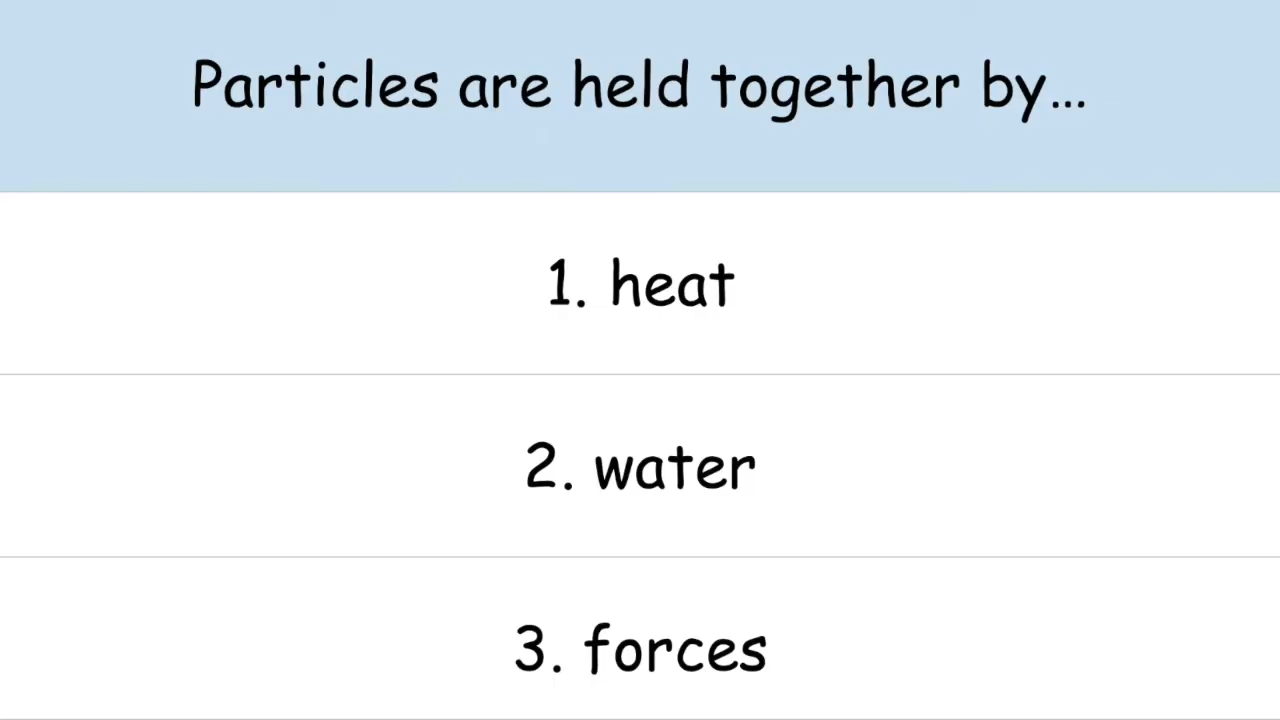 Particles are held together by...
1. heat
2. water
3. forces